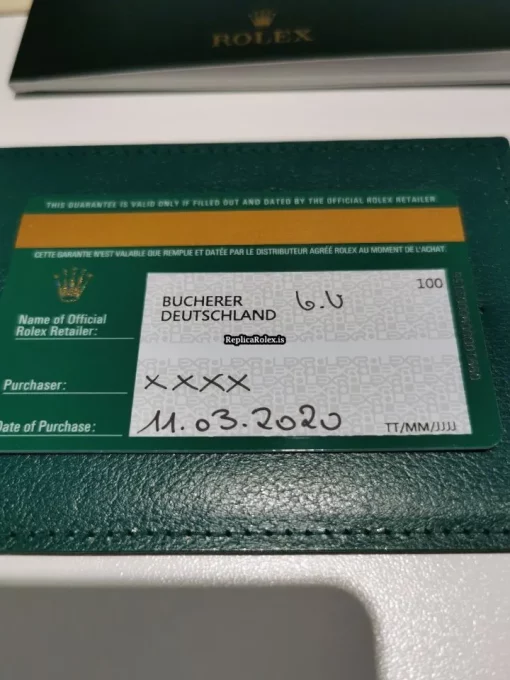 ROLEX
THIS GUARANTEE IS VALID ONLY IF FILLED OUT AND DATED BY THE OFFICIAL ROLEX RETAILER.
CETTE GARANTIE N'EST VALABLE QUE REMPLIE ET DATÉE PAR LE DISTRIBUTEUR AGRÉÉ ROLEX AU MOMENT DE L'ACHAT.
100
Name of Official
Rolex Retailer:
BUCHERER
DEUTSCHLAND
ReplicaRolex.is
Purchaser: XXXX
Date of Purchase: 11.03.2020 TT/MM/JJJJ